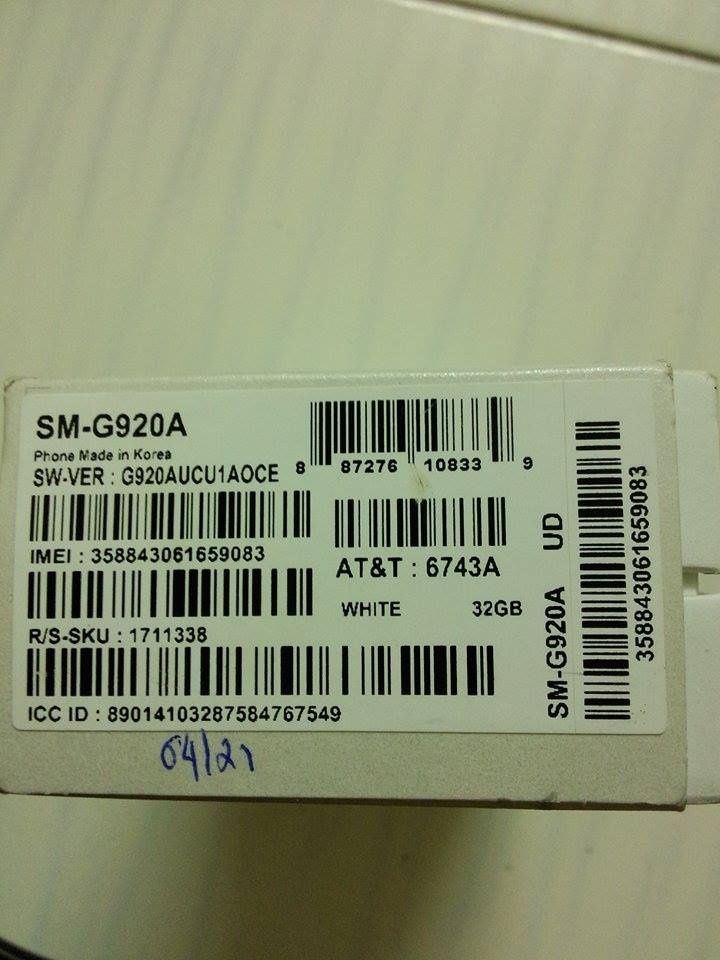 SM-G920A
Phone Made in Korea
SW-VER : G920AUCU1AOCE
8 87276 10833 9
IMEI : 358843061659083
AT&T : 6743A
WHITE 32GB
R/S-SKU : 1711338
ICC ID : 89014103287584767549
SM-G920A UD
358843061659083
04/21